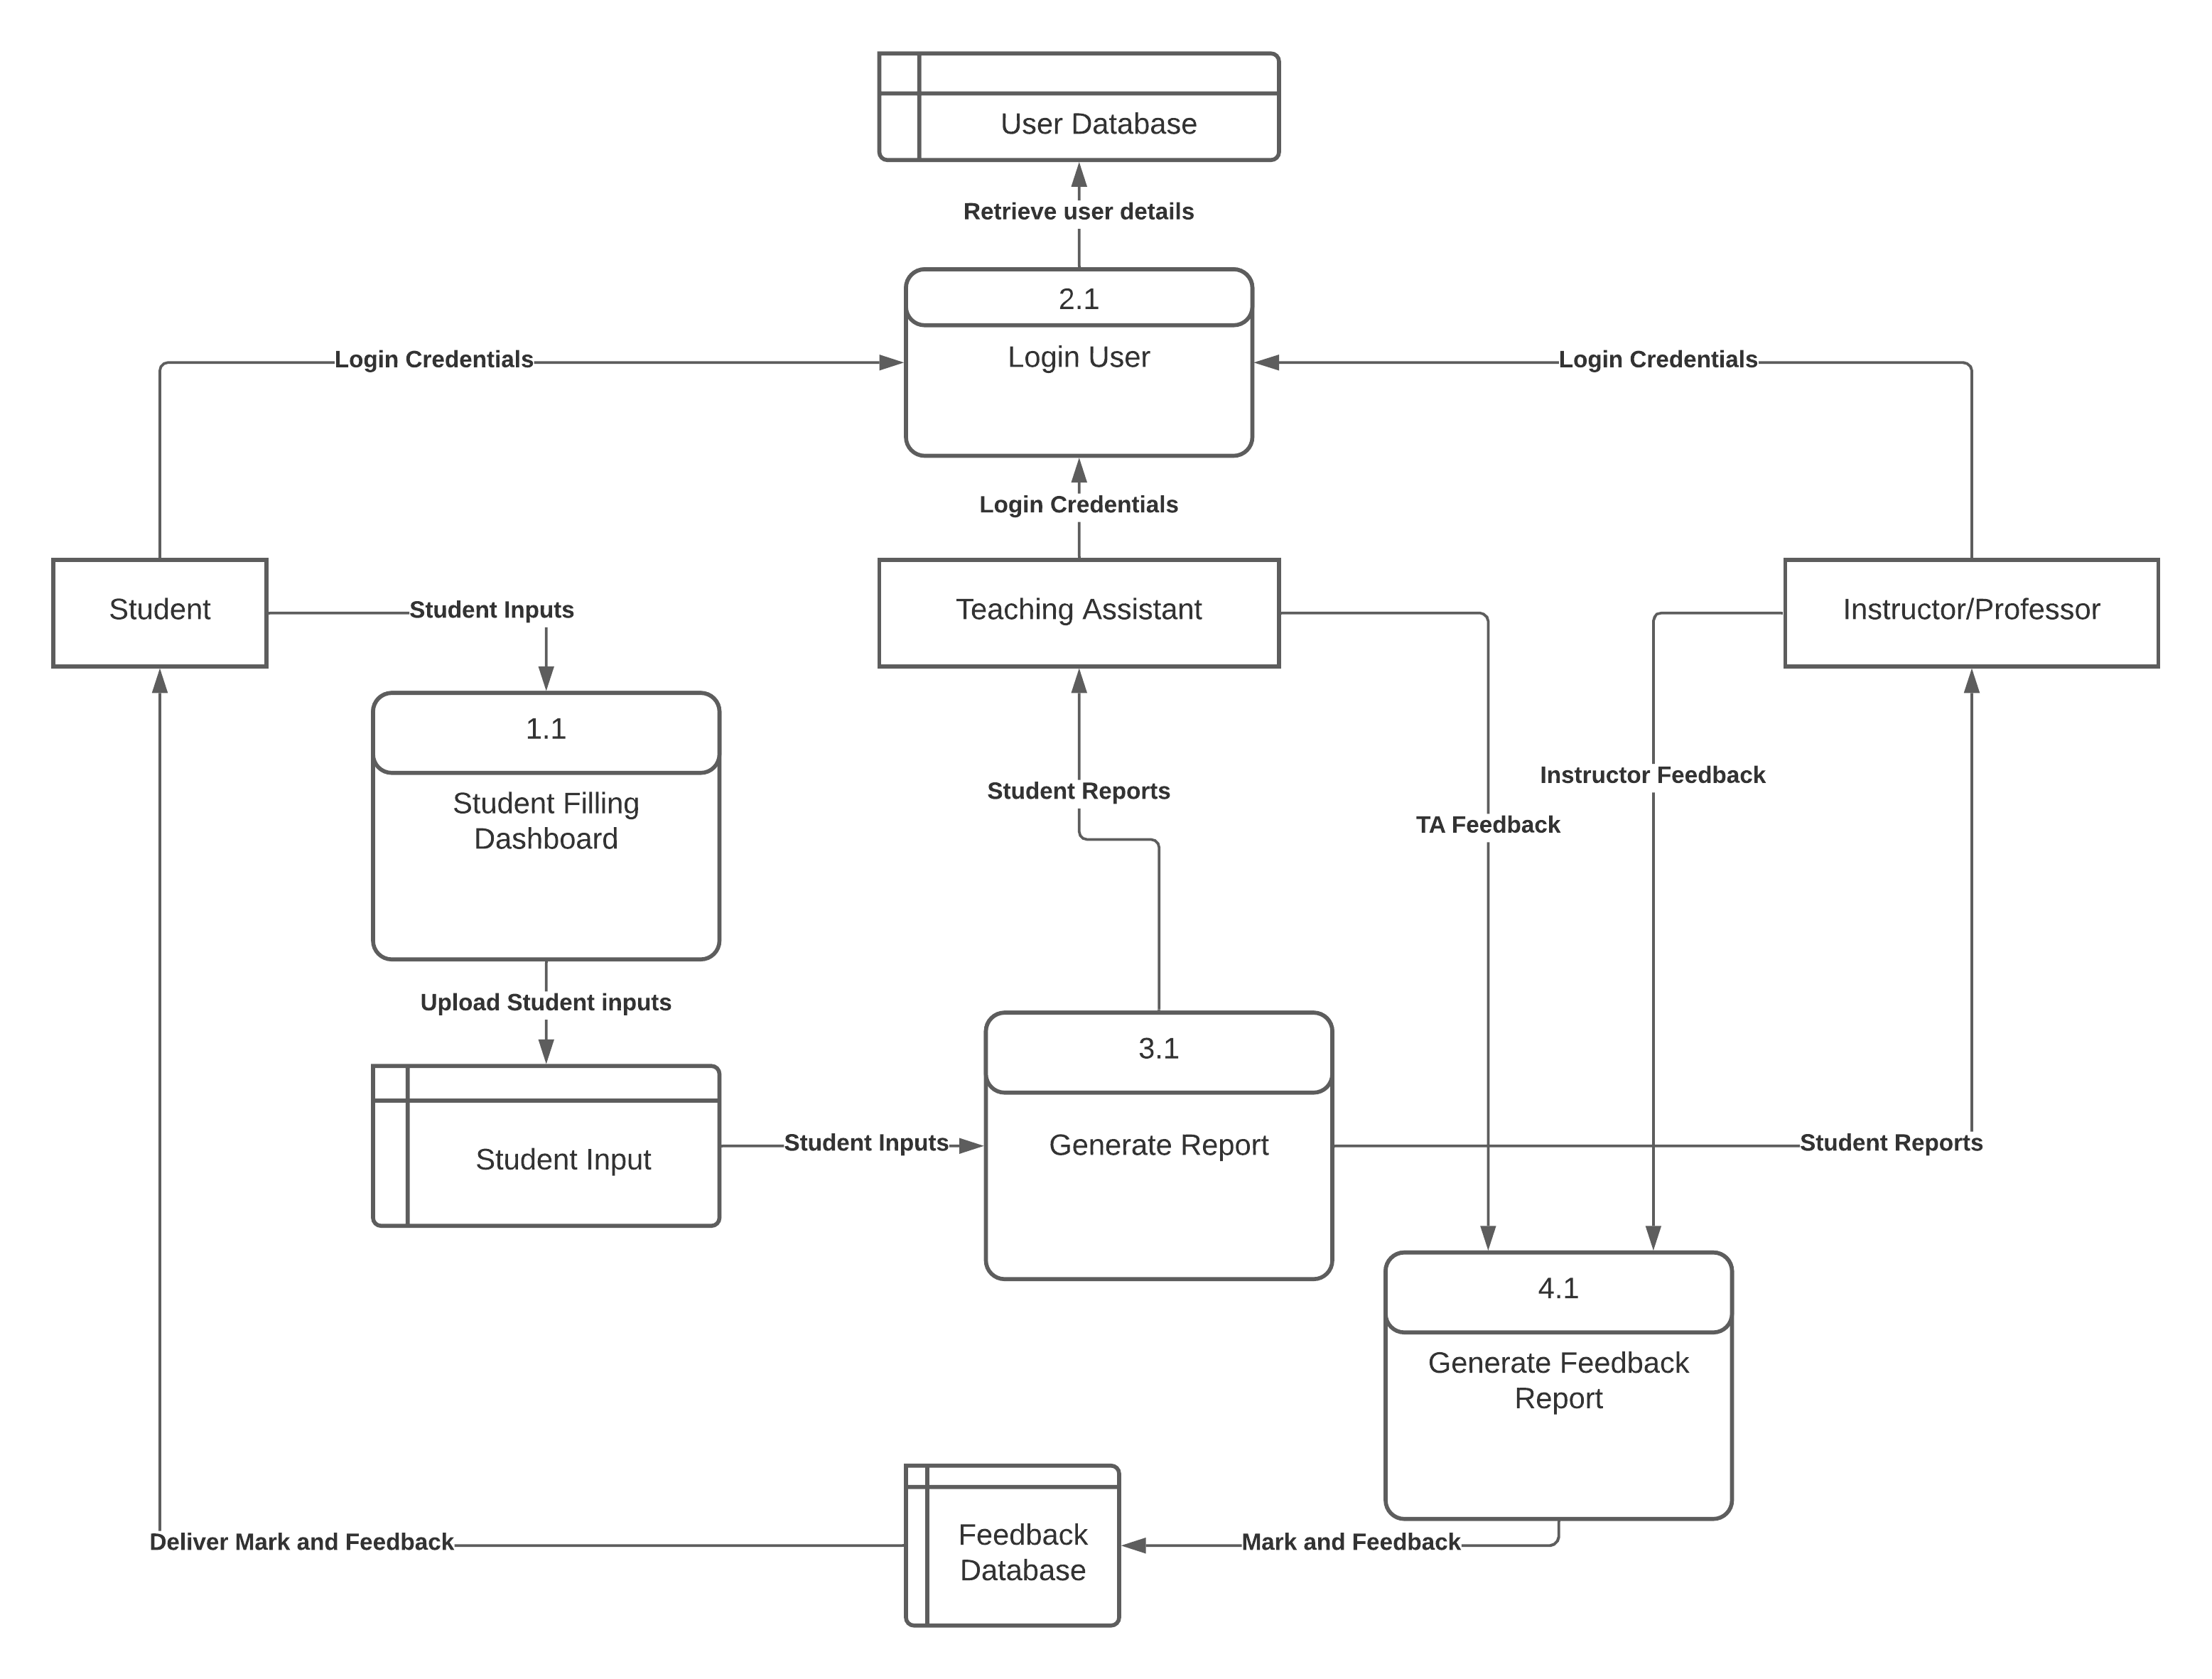 User Database
Retrieve user details
2.1
Login Credentials
Login User
Login Credentials
Login Credentials
Student
Student Inputs
Teaching Assistant
Instructor/Professor
1.1
Student Filling
Dashboard
Student Reports
TA Feedback
Instructor Feedback
Upload Student inputs
3.1
Student Input
Student Inputs
Generate Report
Student Reports
4.1
Generate Feedback
Report
Deliver Mark and Feedback
Feedback
Database
Mark and Feedback